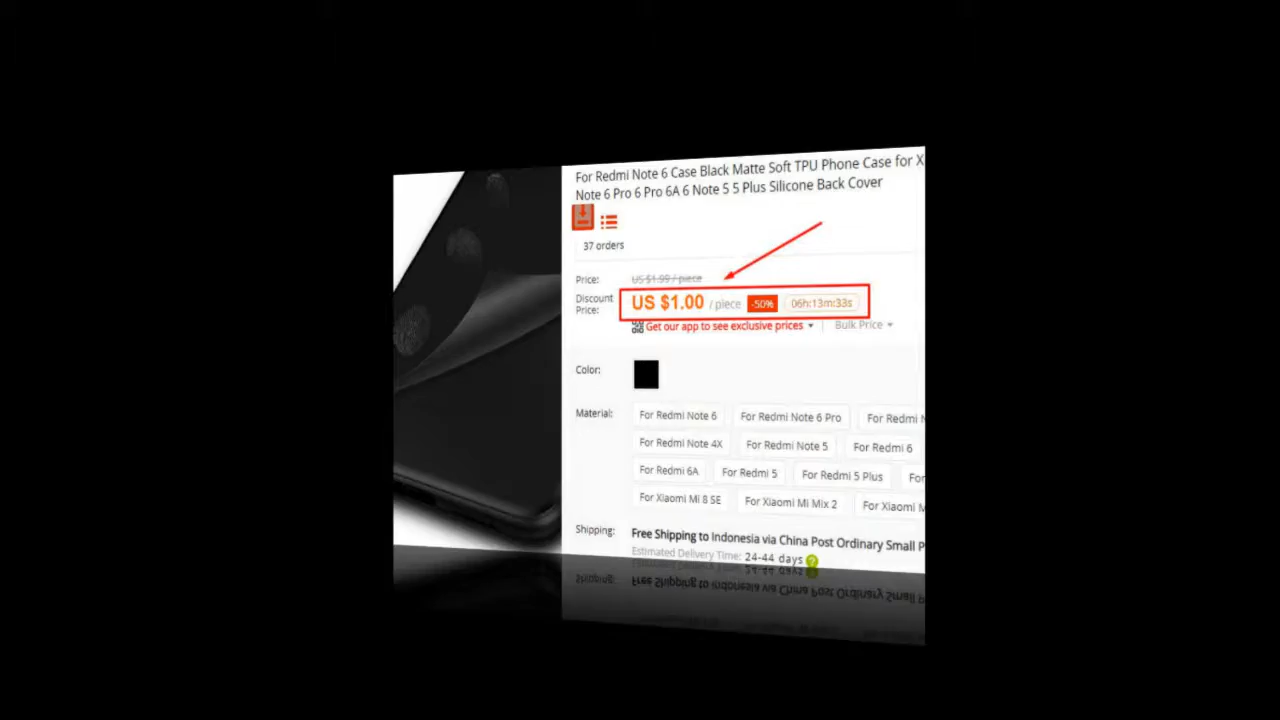 For Redmi Note 6 Case Black Matte Soft TPU Phone Case for X
Note 6 Pro 6 Pro 6A 6 Note 5 5 Plus Silicone Back Cover
37 orders
Price: US $1.99 / piece
Discount Price: US $1.00 / piece -50% 06h:13m:33s
Get our app to see exclusive prices Bulk Price
Color:
Material: For Redmi Note 6 For Redmi Note 6 Pro For Redmi N
For Redmi Note 4X For Redmi Note 5 For Redmi 6
For Redmi 6A For Redmi 5 For Redmi 5 Plus For
For Xiaomi Mi 8 SE For Xiaomi Mi Mix 2 For Xiaomi M
Shipping: Free Shipping to Indonesia via China Post Ordinary Small P
Estimated Delivery Time: 24-44 days ?